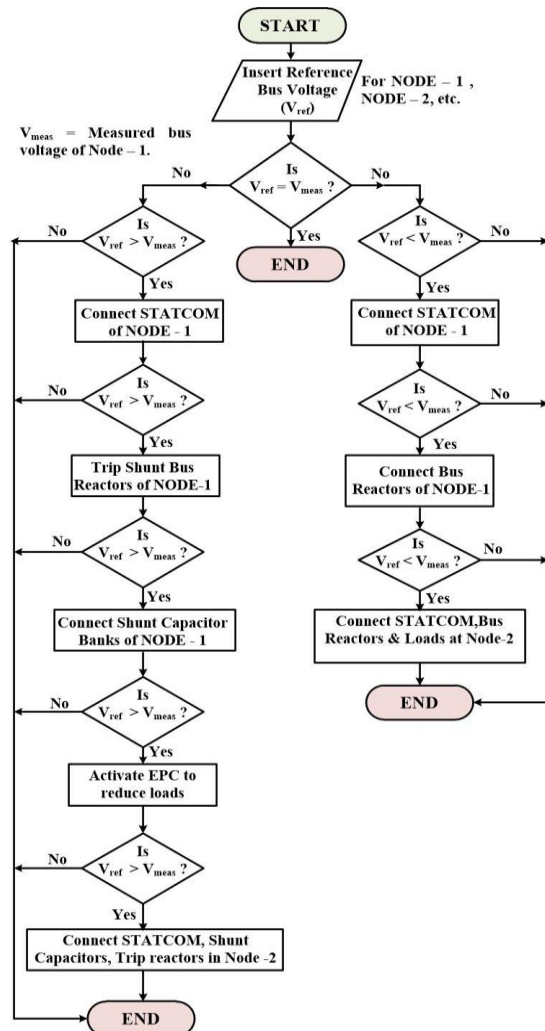 START
Insert Reference
Bus Voltage
(Vref)
For NODE – 1 ,
NODE – 2, etc.
Vmeas = Measured bus
voltage of Node – 1.
Is
Vref = Vmeas ?
No
No
Yes
END
Is
Vref > Vmeas ?
No
Yes
Connect STATCOM
of NODE - 1
Is
Vref > Vmeas ?
No
Yes
Trip Shunt Bus
Reactors of NODE-1
Is
Vref > Vmeas ?
No
Yes
Connect Shunt Capacitor
Banks of NODE - 1
Is
Vref > Vmeas ?
No
Yes
Activate EPC to
reduce loads
Is
Vref > Vmeas ?
No
Yes
Connect STATCOM, Shunt
Capacitors, Trip reactors in Node -2
END
Is
Vref < Vmeas ?
No
Yes
Connect STATCOM
of NODE - 1
Is
Vref < Vmeas ?
No
Yes
Connect Bus
Reactors of NODE-1
Is
Vref < Vmeas ?
No
Yes
Connect STATCOM,Bus
Reactors & Loads at Node-2
END